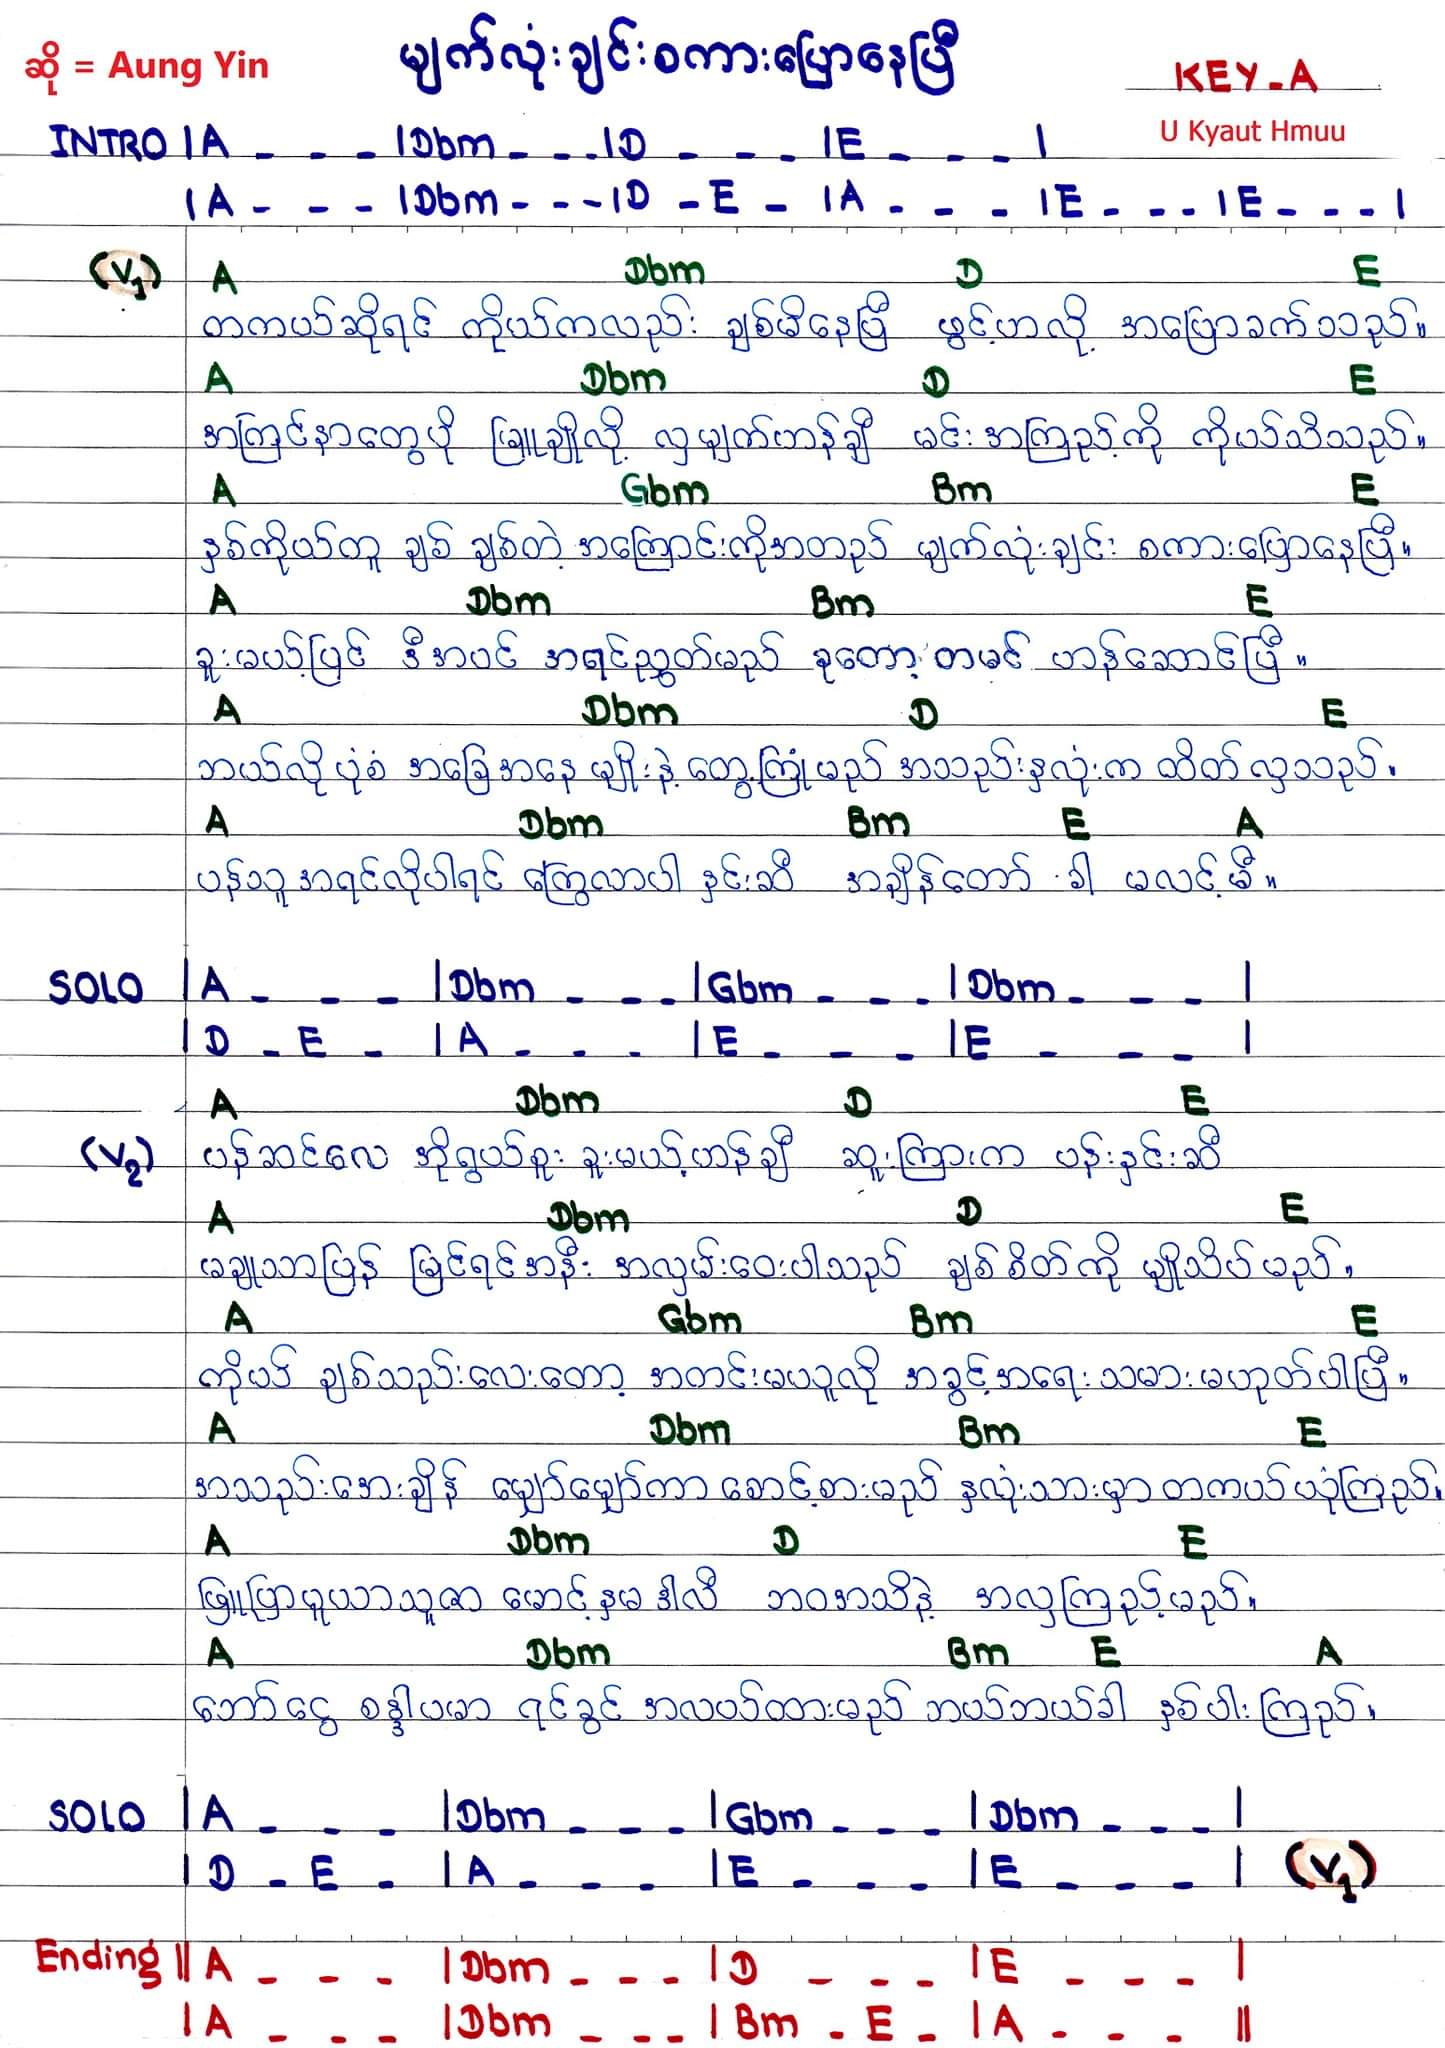 ဆို = Aung Yin
မျက်လုံးချင်းစကားပြောနေပြီ
KEY - A
U Kyaut Hmuu
INTRO |A - - - |Dbm - - - |D - - - |E - - - |
|A - - - |Dbm - - - |D - E - |A - - - |E - - - |E - - - |
(V1) A Dbm D E
တကယ်ဆိုရင် ကိုယ်ကလည်း ချစ်မိနေပြီ ဖွင့်ဟလို့ အပြောခက်သည်။
A Dbm D E
အကြင်နာတွေပို မြူချိုလို့ လှမျက်ဟန်ချီ မင်းအကြည့်ကို ကိုယ်သိသည်။
A Gbm Bm E
နှစ်ကိုယ်တူ ချစ် ချစ်တဲ့ အကြောင်းကိုအတည် မျက်လုံးချင်း စကားပြောနေပြီ။
A Dbm Bm E
ခူးမယ့်ပြင် ဒီအပင် အရင်ညွှတ်မည် ခုတော့ တမင် ဟန်ဆောင်ပြီ။
A Dbm D E
ဘယ်လိုပုံစံ အခြေအနေမျိုးနဲ့ တွေ့ကြုံမည် အသည်းနှလုံးက ထိတ်လှသည်။
A Dbm Bm E A
ပန်သူအရင်လိုပါရင် ကြွေလာပါ နှင်းဆီ အချိန်တော် ခါ မလင့်မီ။
SOLO |A - - - |Dbm - - - |Gbm - - - |Dbm - - - |
|D - E - |A - - - |E - - - |E - - - |
A Dbm D E
(V2) ပန်ဆင်လေ အိုရွယ်ခူး ခူးမယ့်ဟန်ချီ ဆူးကြားက ပန်းနှင်းဆီ
A Dbm D E
မချုသာပြန် မြင်ရင်အနီး အလှမ်းဝေးပါသည် ချစ်စိတ်ကို မျိုသိပ်မည်။
A Gbm Bm E
ကိုယ် ချစ်သည်းလေးတော့ အတင်းမယူလို အခွင့်အရေးသမားမဟုတ်ပါပြီ။
A Dbm Bm E
အသည်းအေးချိန် မျှော်မျှော်ကာ စောင့်စားမည် နှလုံးသားမှာ တကယ်ယုံကြည်။
A Dbm D E
ဖြူပြာပူယာသူဇာ မောင့်နှမ ဒါလီ ဘဝအသိနဲ့ အလှကြည့်မည်။
A Dbm Bm E A
ဘော်ငွေ စန္ဒါပမာ ရင်ခွင် အလယ်ထားမည် ဘယ်ဘယ်ခါ နှစ်ပါးကြည်။
SOLO |A - - - |Dbm - - - |Gbm - - - |Dbm - - - |
|D - E - |A - - - |E - - - |E - - - | (V1)
Ending ||A - - - |Dbm - - - |D - - - |E - - - |
|A - - - |Dbm - - - |Bm - E - |A - - - ||